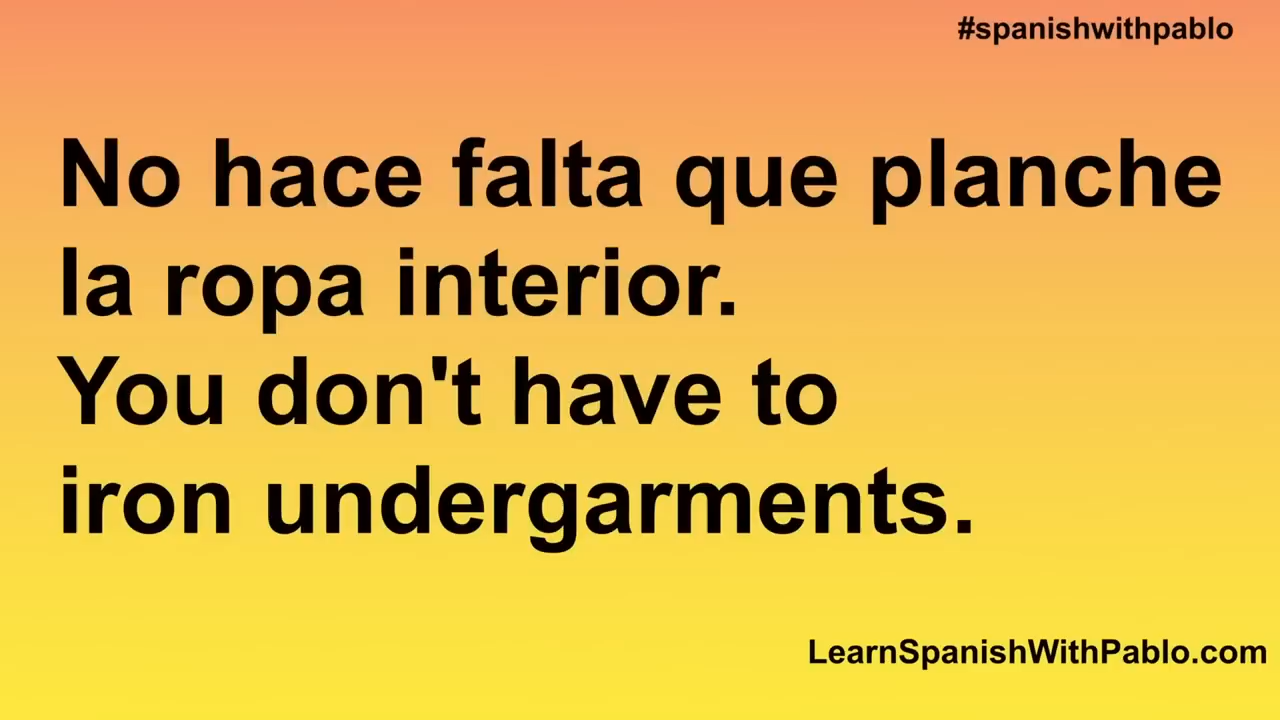 #spanishwithpablo
No hace falta que planche
la ropa interior.
You don't have to
iron undergarments.
LearnSpanishWithPablo.com